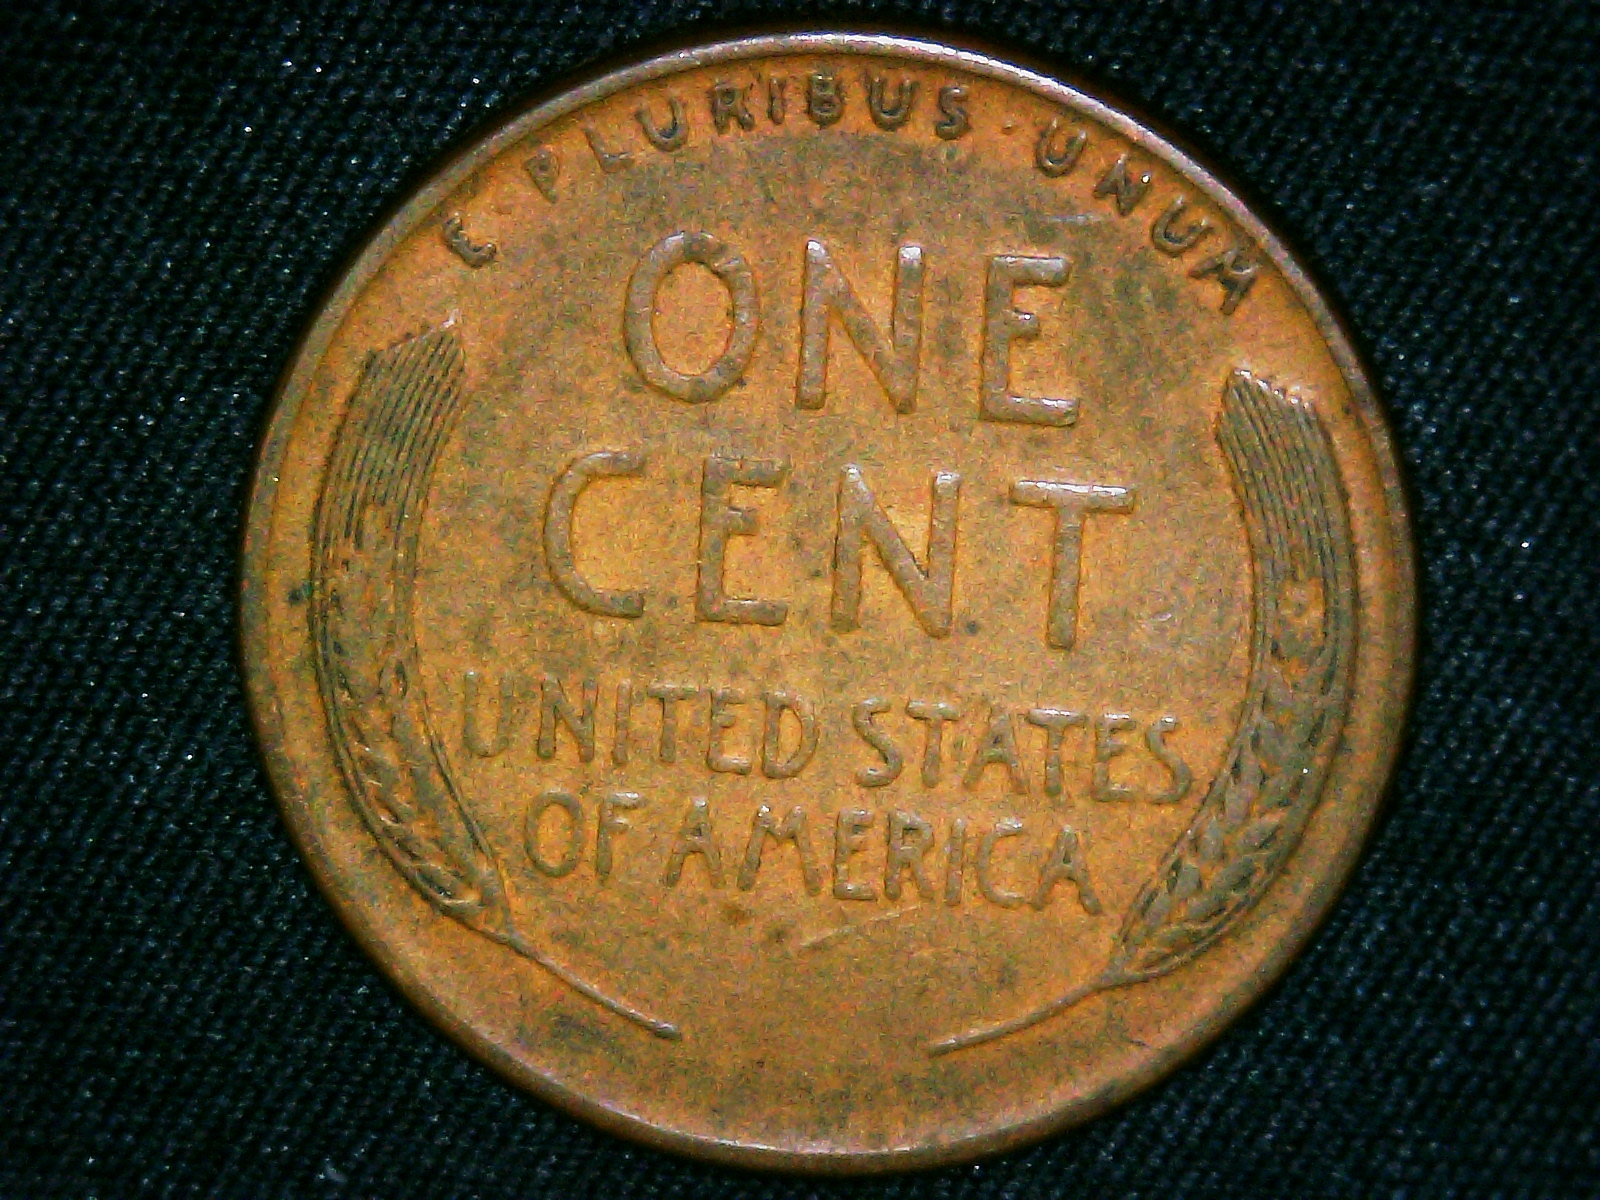 E · PLURIBUS · UNUM
ONE
CENT
UNITED STATES
OF AMERICA